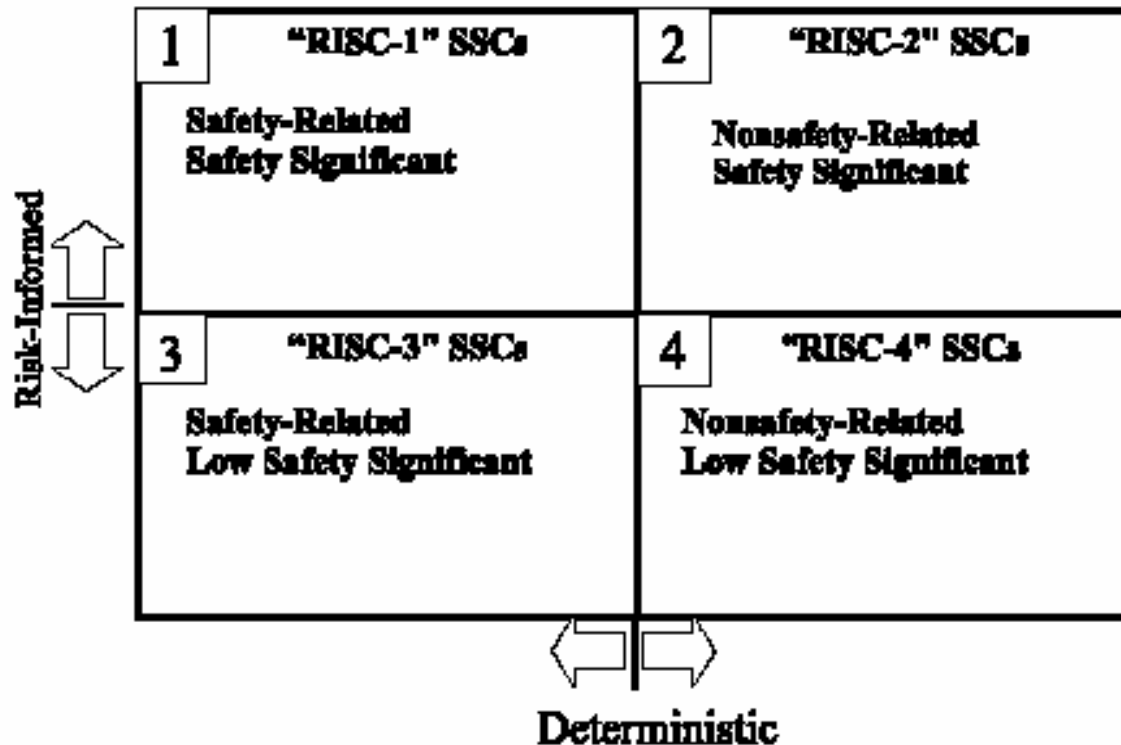 1
“RISC-1” SSCs
Safety-Related
Safety Significant
2
“RISC-2" SSCs
Nonsafety-Related
Safety Significant
Risk-Informed
3
“RISC-3” SSCs
Safety-Related
Low Safety Significant
4
“RISC-4” SSCs
Nonsafety-Related
Low Safety Significant
Deterministic